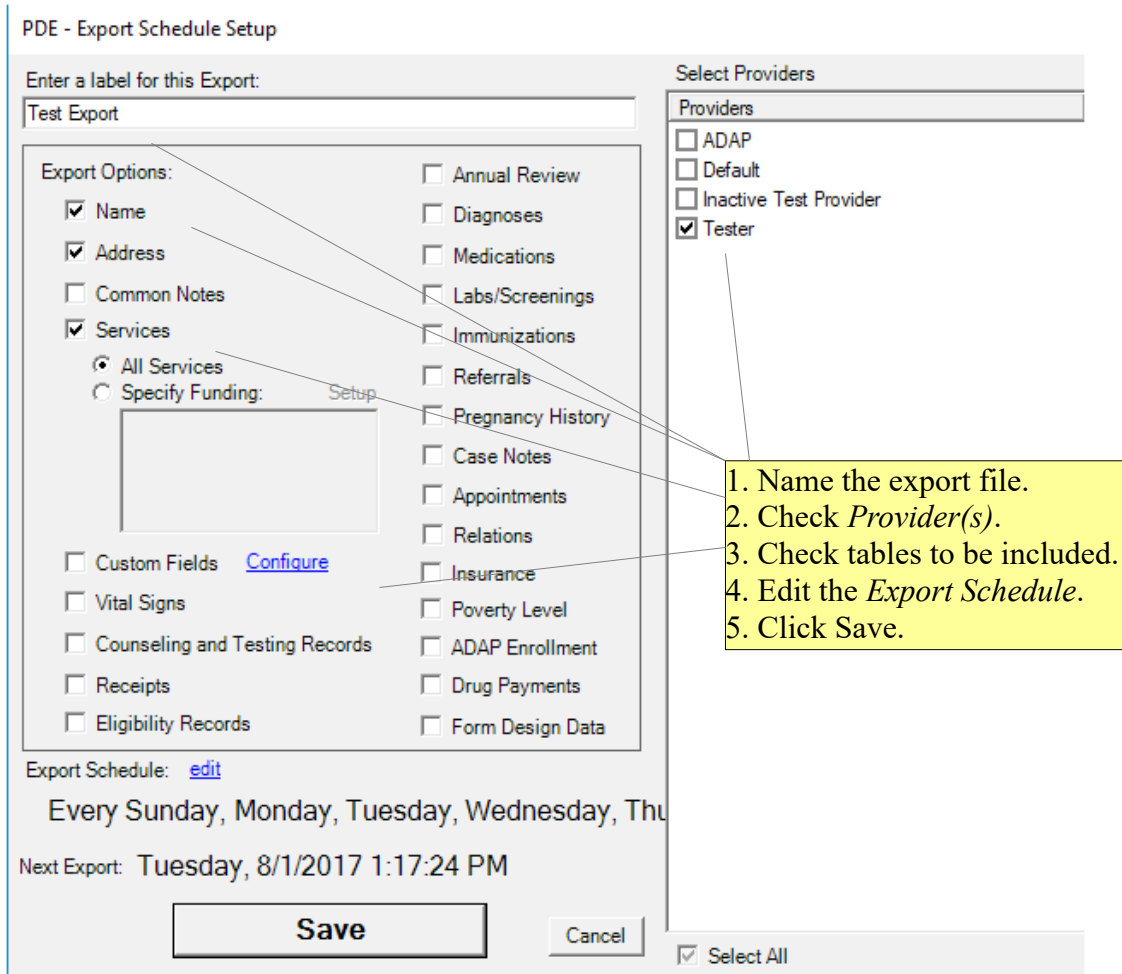 PDE - Export Schedule Setup
Enter a label for this Export:
Test Export
Export Options:
Name
Address
Common Notes
Services
All Services
Specify Funding: Setup
Custom Fields Configure
Vital Signs
Counseling and Testing Records
Receipts
Eligibility Records
Annual Review
Diagnoses
Medications
Labs/Screenings
Immunizations
Referrals
Pregnancy History
Case Notes
Appointments
Relations
Insurance
Poverty Level
ADAP Enrollment
Drug Payments
Form Design Data
Export Schedule: edit
Every Sunday, Monday, Tuesday, Wednesday, Thu
Next Export: Tuesday, 8/1/2017 1:17:24 PM
Save
Cancel
Select Providers
Providers
ADAP
Default
Inactive Test Provider
Tester
1. Name the export file.
2. Check Provider(s).
3. Check tables to be included.
4. Edit the Export Schedule.
5. Click Save.
Select All